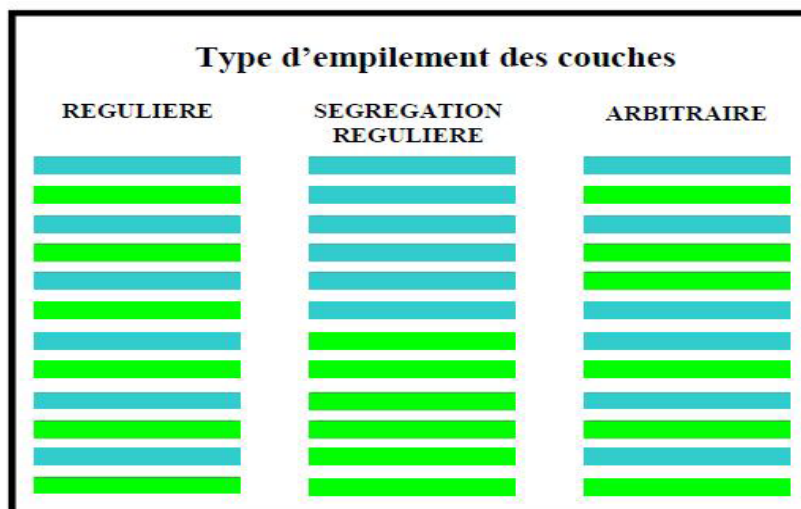 Type d’empilement des couches
REGULIERE
SEGREGATION
REGULIERE
ARBITRAIRE